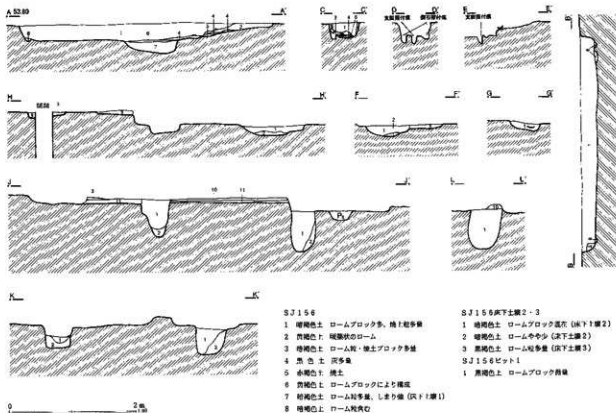 A 53.80 A'
C C'
D D'
E E'
B
支脚据付痕
H SE58 H'
F F'
G G'
J J'
L L'
P1
K K'
SJ156
1 暗褐色土 ロームブロック多、焼土粒多量
2 黄褐色土 斑状のローム
3 暗褐色土 ローム粒・焼土ブロック多量
4 黒色土 灰多量
5 赤褐色土 焼土
6 黄褐色土 ロームブロックにより構成
7 暗褐色土 ローム粒多量、しまり強 (床下土壙1)
8 暗褐色土 ローム粒含む
SJ156床下土壙2・3
1 暗褐色土 ロームブロック混在 (床下土壙2)
2 暗褐色土 ロームやや少 (床下土壙2)
3 黒褐色土 ローム粒多量 (床下土壙3)
SJ156ピット1
1 黒褐色土 ロームブロック微量
0 2m